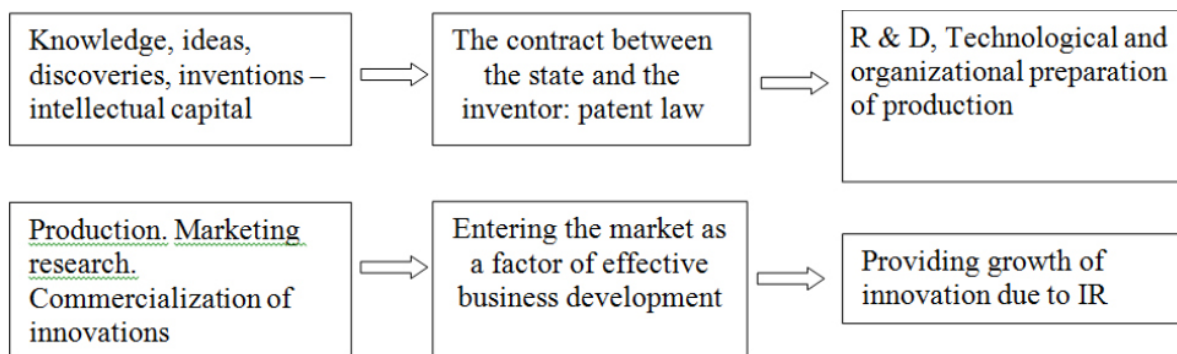 Knowledge, ideas,
discoveries, inventions –
intellectual capital
The contract between
the state and the
inventor: patent law
R & D, Technological and
organizational preparation
of production
Production. Marketing
research.
Commercialization of
innovations
Entering the market as
a factor of effective
business development
Providing growth of
innovation due to IR